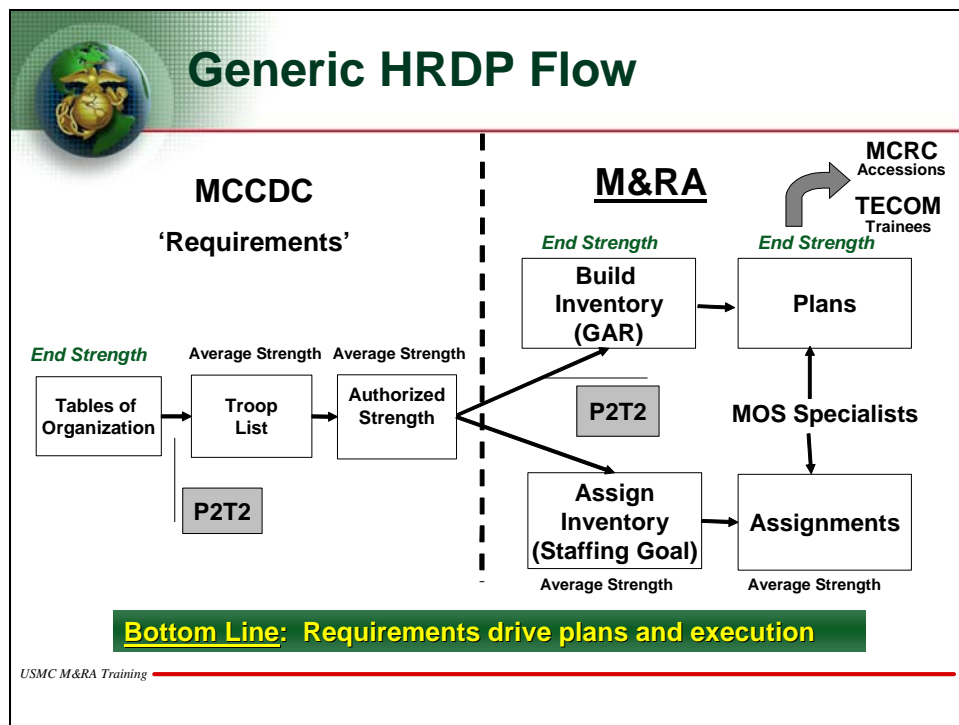 Generic HRDP Flow
MCCDC
'Requirements'
End Strength
Tables of
Organization
Average Strength
Troop
List
Average Strength
Authorized
Strength
P2T2
M&RA
MCRC
Accessions
TECOM
Trainees
End Strength
Build
Inventory
(GAR)
End Strength
Plans
P2T2
MOS Specialists
Assign
Inventory
(Staffing Goal)
Average Strength
Assignments
Average Strength
Bottom Line: Requirements drive plans and execution
USMC M&RA Training